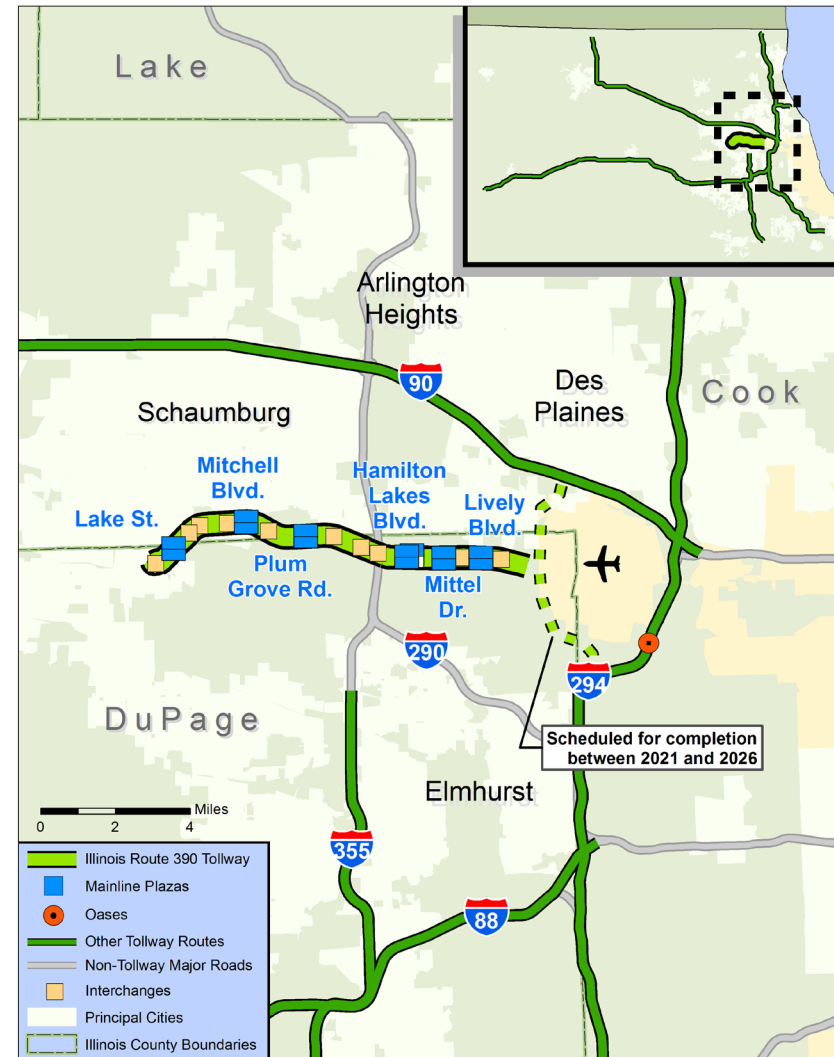 Lake
Arlington
Heights
90
Des
Plaines
Cook
Schaumburg
Mitchell
Blvd.
Hamilton
Lakes
Blvd.
Lively
Blvd.
Lake St.
Plum
Grove Rd.
Mittel
Dr.
290
294
DuPage
Scheduled for completion
between 2021 and 2026
Elmhurst
Miles
0 2 4
355
88
Illinois Route 390 Tollway
Mainline Plazas
Oases
Other Tollway Routes
Non-Tollway Major Roads
Interchanges
Principal Cities
Illinois County Boundaries